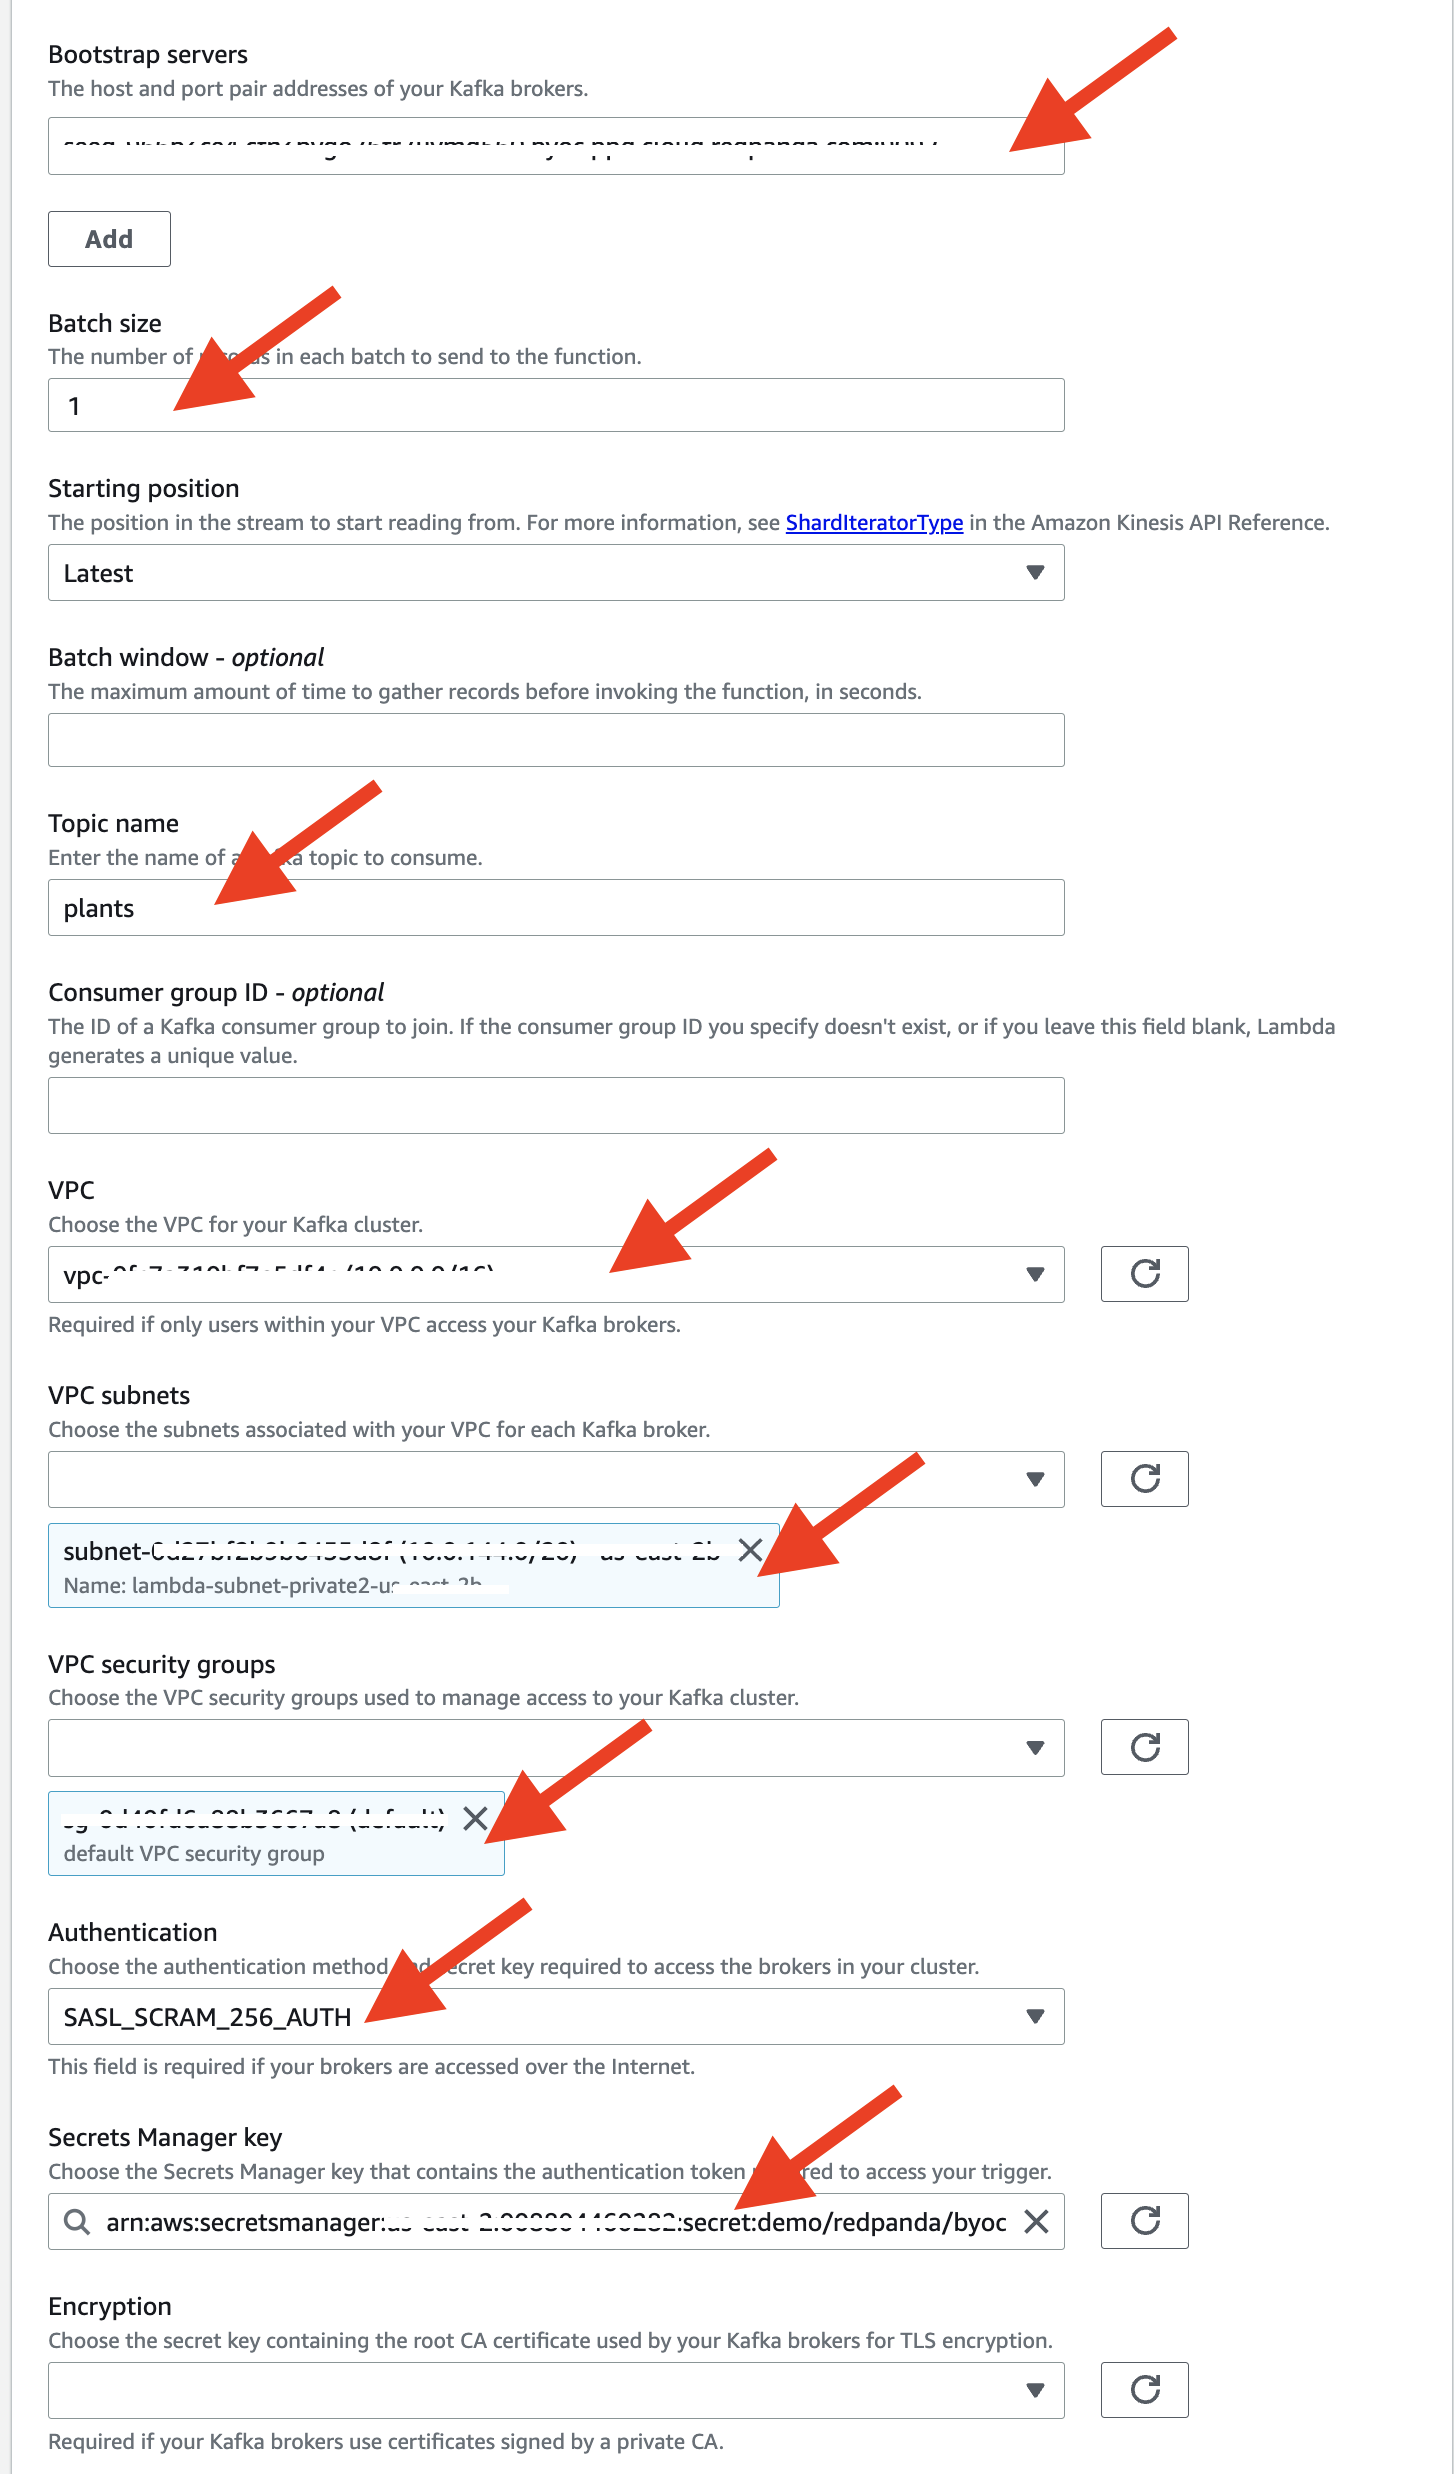 Bootstrap servers
The host and port pair addresses of your Kafka brokers.
Add
Batch size
The number of in each batch to send to the function.
1
Starting position
The position in the stream to start reading from. For more information, see ShardIteratorType in the Amazon Kinesis API Reference.
Latest
Batch window - optional
The maximum amount of time to gather records before invoking the function, in seconds.
Topic name
Enter the name of a topic to consume.
plants
Consumer group ID - optional
The ID of a Kafka consumer group to join. If the consumer group ID you specify doesn't exist, or if you leave this field blank, Lambda
generates a unique value.
VPC
Choose the VPC for your Kafka cluster.
vpc-
Required if only users within your VPC access your Kafka brokers.
VPC subnets
Choose the subnets associated with your VPC for each Kafka broker.
subnet-
Name: lambda-subnet-private2-us-east-2b
VPC security groups
Choose the VPC security groups used to manage access to your Kafka cluster.
(default)
default VPC security group
Authentication
Choose the authentication method secret key required to access the brokers in your cluster.
SASL_SCRAM_256_AUTH
This field is required if your brokers are accessed over the Internet.
Secrets Manager key
Choose the Secrets Manager key that contains the authentication token to access your trigger.
arn:aws:secretsmanager: :secret:demo/redpanda/byoc
Encryption
Choose the secret key containing the root CA certificate used by your Kafka brokers for TLS encryption.
Required if your Kafka brokers use certificates signed by a private CA.